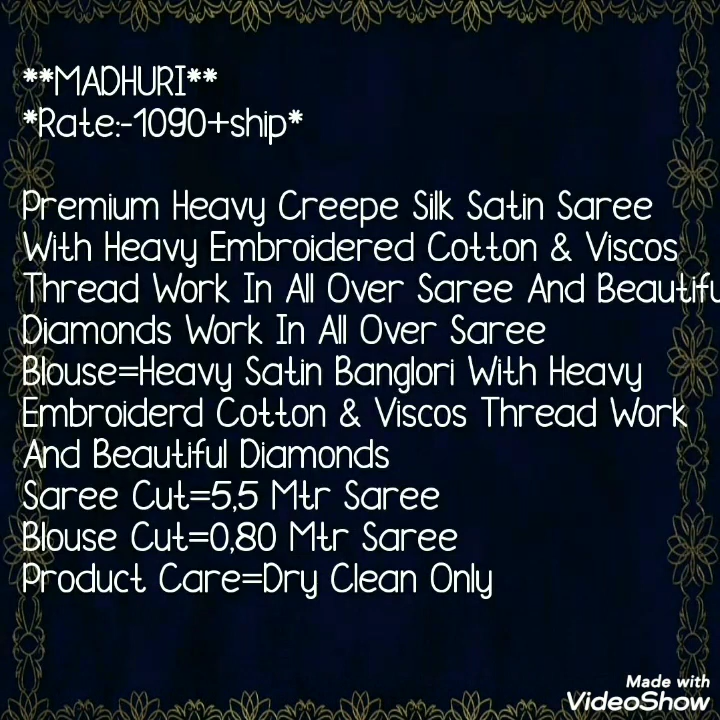 **MADHURI**
*Rate:-1090+ship*
Premium Heavy Creepe Silk Satin Saree
With Heavy Embroidered Cotton & Viscos
Thread Work In All Over Saree And Beautifu
Diamonds Work In All Over Saree
Blouse=Heavy Satin Banglori With Heavy
Embroiderd Cotton & Viscos Thread Work
And Beautiful Diamonds
Saree Cut=5,5 Mtr Saree
Blouse Cut=0,80 Mtr Saree
Product Care=Dry Clean Only
Made with
VideoShow